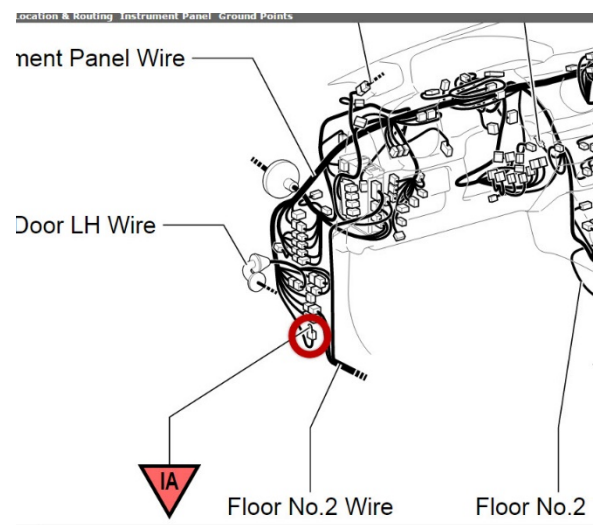 ocation & Routing Instrument Panel Ground Points
ment Panel Wire
Door LH Wire
IA
Floor No.2 Wire
Floor No.2